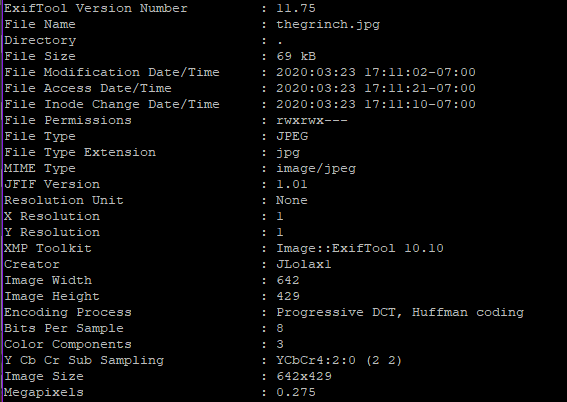 ExifTool Version Number : 11.75
File Name : thegrinch.jpg
Directory : .
File Size : 69 kB
File Modification Date/Time : 2020:03:23 17:11:02-07:00
File Access Date/Time : 2020:03:23 17:11:21-07:00
File Inode Change Date/Time : 2020:03:23 17:11:10-07:00
File Permissions : rwxrwx---
File Type : JPEG
File Type Extension : jpg
MIME Type : image/jpeg
JFIF Version : 1.01
Resolution Unit : None
X Resolution : 1
Y Resolution : 1
XMP Toolkit : Image::ExifTool 10.10
Creator : JLolax1
Image Width : 642
Image Height : 429
Encoding Process : Progressive DCT, Huffman coding
Bits Per Sample : 8
Color Components : 3
Y Cb Cr Sub Sampling : YCbCr4:2:0 (2 2)
Image Size : 642x429
Megapixels : 0.275